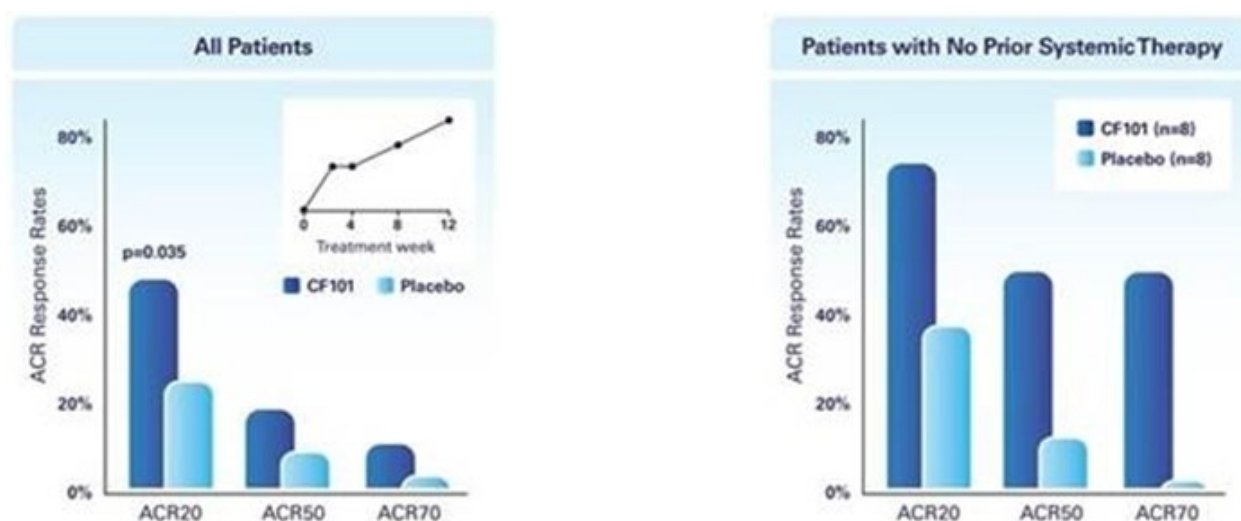 All Patients
ACR Response Rates
80%
60%
40%
20%
0%
p=0.035
0 4 8 12
Treatment week
CF101 Placebo
ACR20 ACR50 ACR70
Patients with No Prior Systemic Therapy
ACR Response Rates
80%
60%
40%
20%
0%
CF101 (n=8)
Placebo (n=8)
ACR20 ACR50 ACR70